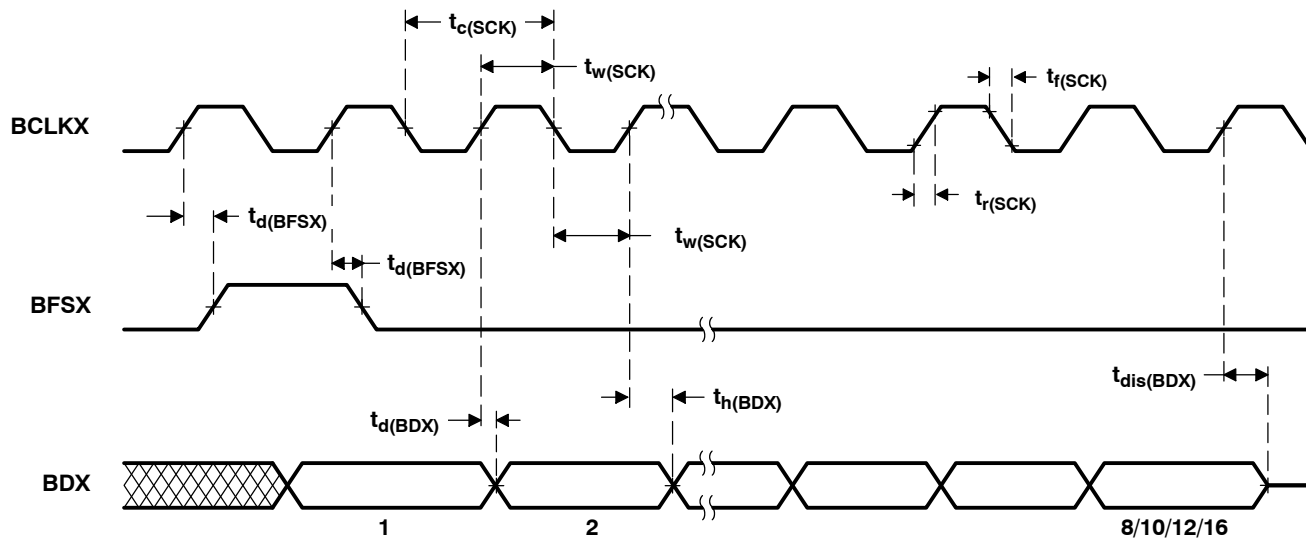 tc(SCK)
tw(SCK)
tf(SCK)
BCLKX
tr(SCK)
td(BFSX)
tw(SCK)
td(BFSX)
BFSX
tdis(BDX)
th(BDX)
td(BDX)
BDX
1 2 8/10/12/16